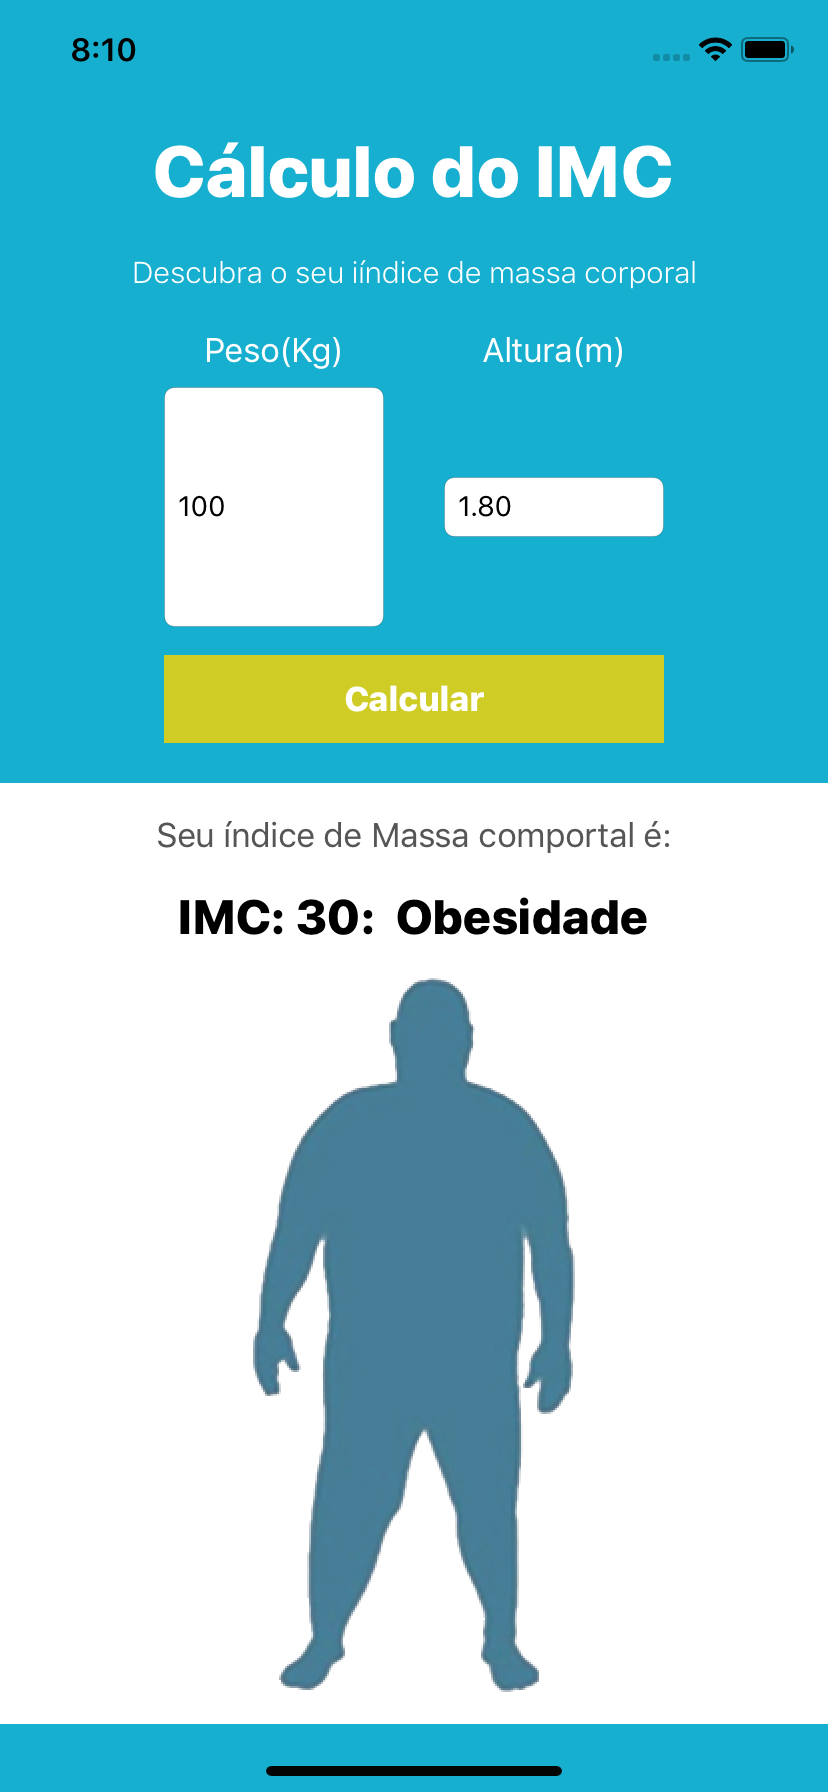 8:10
Cálculo do IMC
Descubra o seu iíndice de massa corporal
Peso(Kg) Altura(m)
100 1.80
Calcular
Seu índice de Massa comportal é:
IMC: 30:  Obesidade